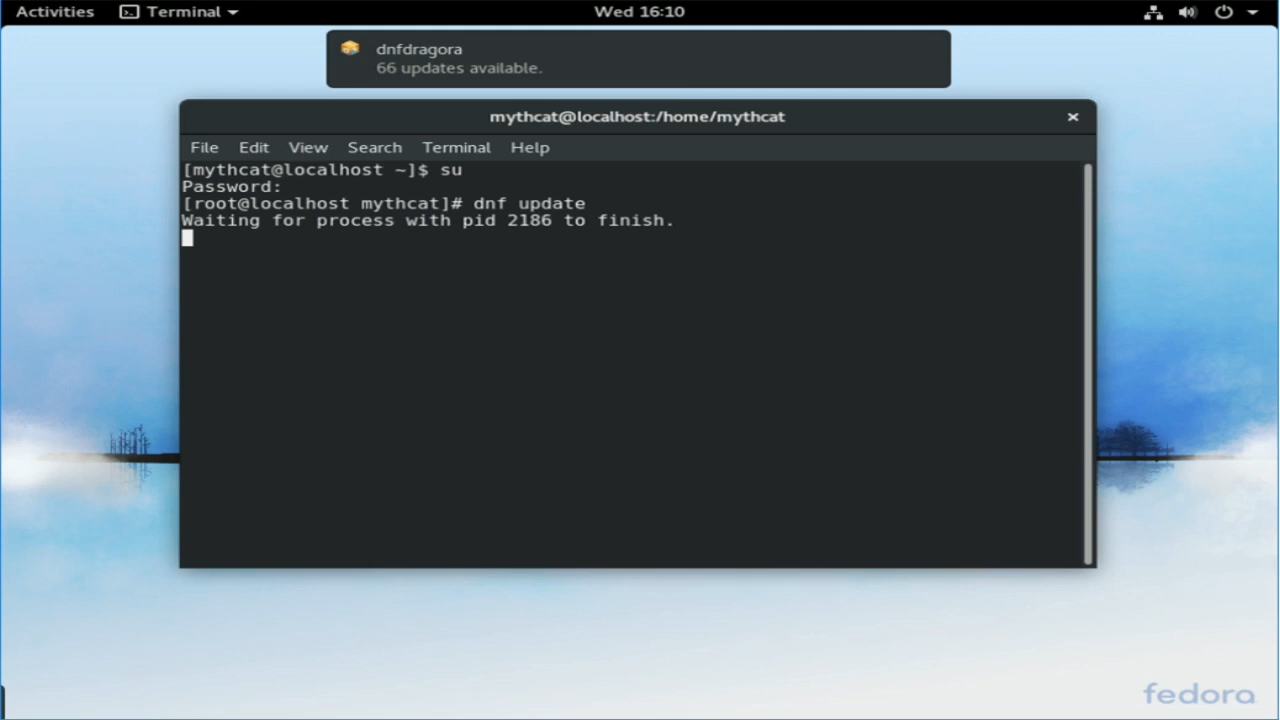 Activities Terminal Wed 16:10
dnfdragora
66 updates available.
mythcat@localhost:/home/mythcat ×
File Edit View Search Terminal Help
[mythcat@localhost ~]$ su
Password:
[root@localhost mythcat]# dnf update
Waiting for process with pid 2186 to finish.
fedora